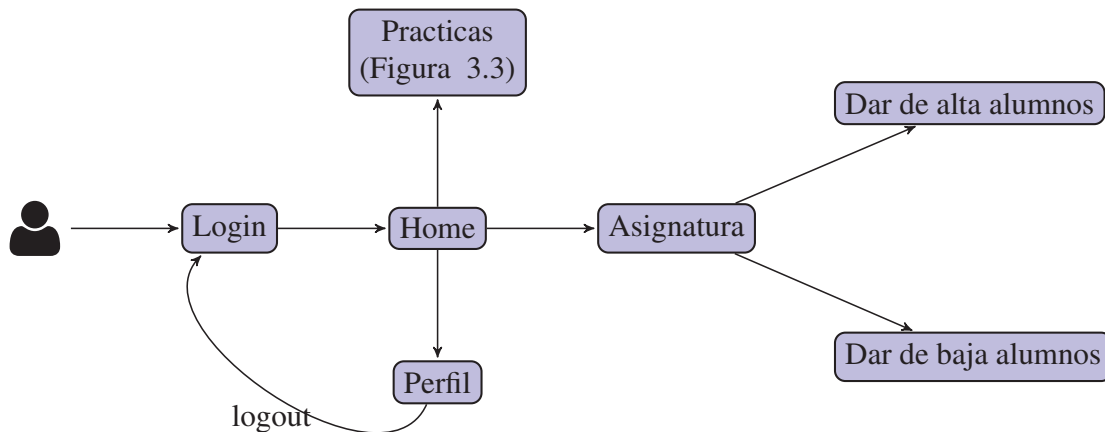 Practicas
(Figura 3.3)
Dar de alta alumnos
Login
Home
Asignatura
Dar de baja alumnos
Perfil
logout